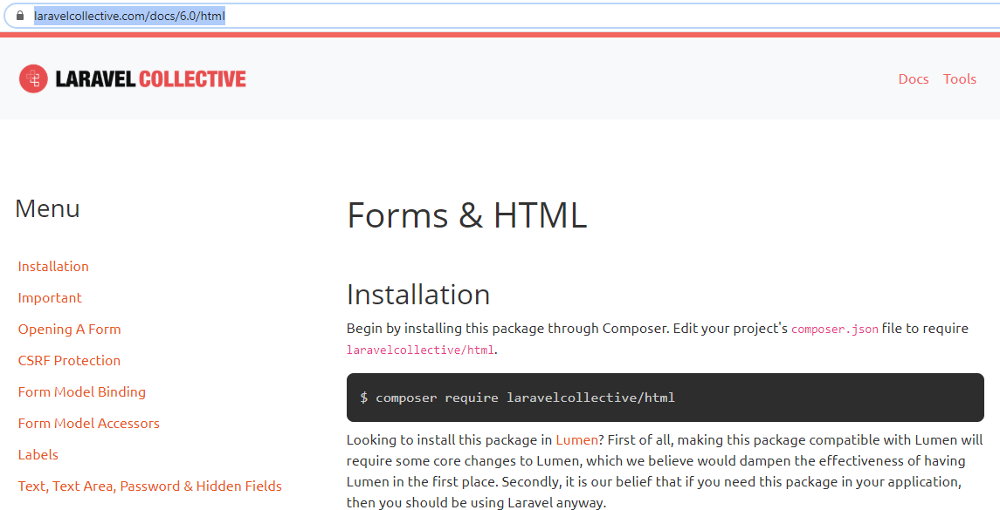 laravelcollective.com/docs/6.0/html
LARAVEL COLLECTIVE
Docs Tools
Menu
Installation
Important
Opening A Form
CSRF Protection
Form Model Binding
Form Model Accessors
Labels
Text, Text Area, Password & Hidden Fields
Forms & HTML
Installation
Begin by installing this package through Composer. Edit your project's composer.json file to require
laravelcollective/html.
$ composer require laravelcollective/html
Looking to install this package in Lumen? First of all, making this package compatible with Lumen will
require some core changes to Lumen, which we believe would dampen the effectiveness of having
Lumen in the first place. Secondly, it is our belief that if you need this package in your application,
then you should be using Laravel anyway.